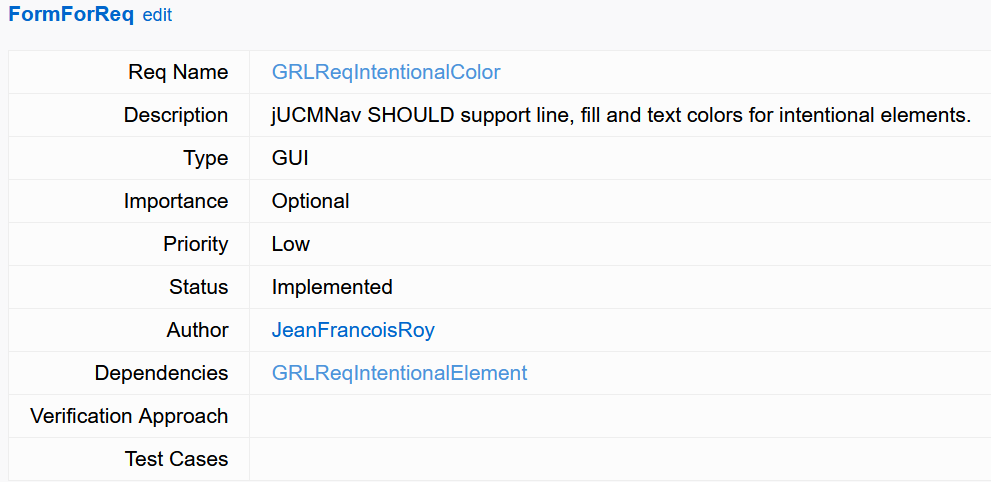 FormForReq edit
Req Name GRLReqIntentionalColor
Description jUCMNav SHOULD support line, fill and text colors for intentional elements.
Type GUI
Importance Optional
Priority Low
Status Implemented
Author JeanFrancoisRoy
Dependencies GRLReqIntentionalElement
Verification Approach
Test Cases